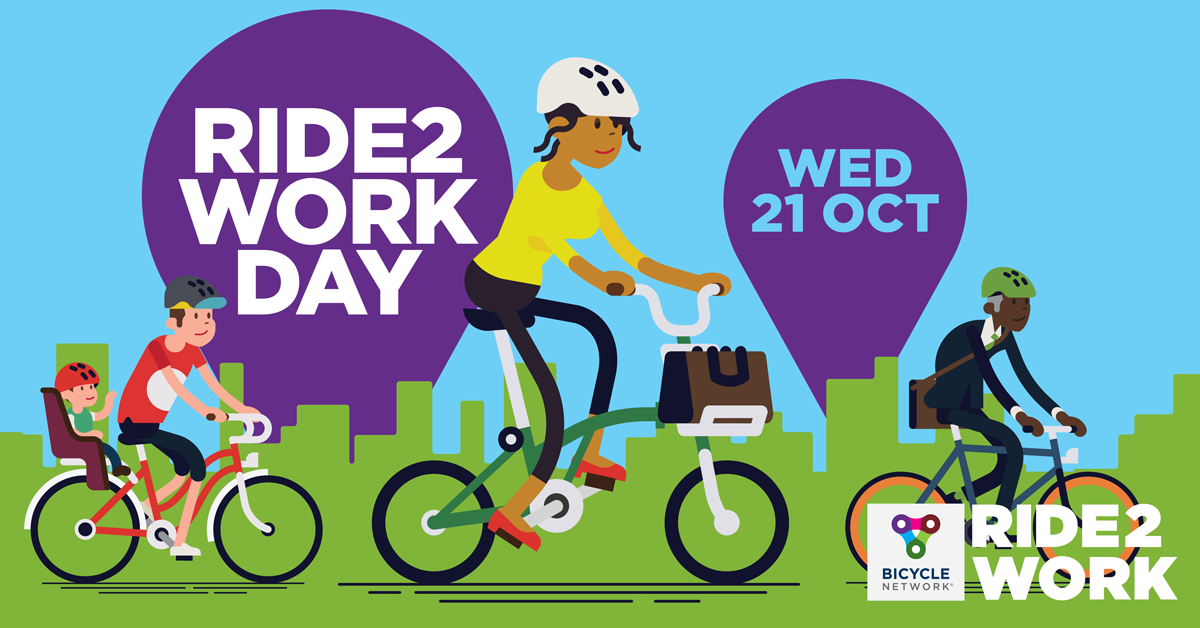 RIDE2
WORK
DAY
WED
21 OCT
BICYCLE
NETWORK®
RIDE2
WORK